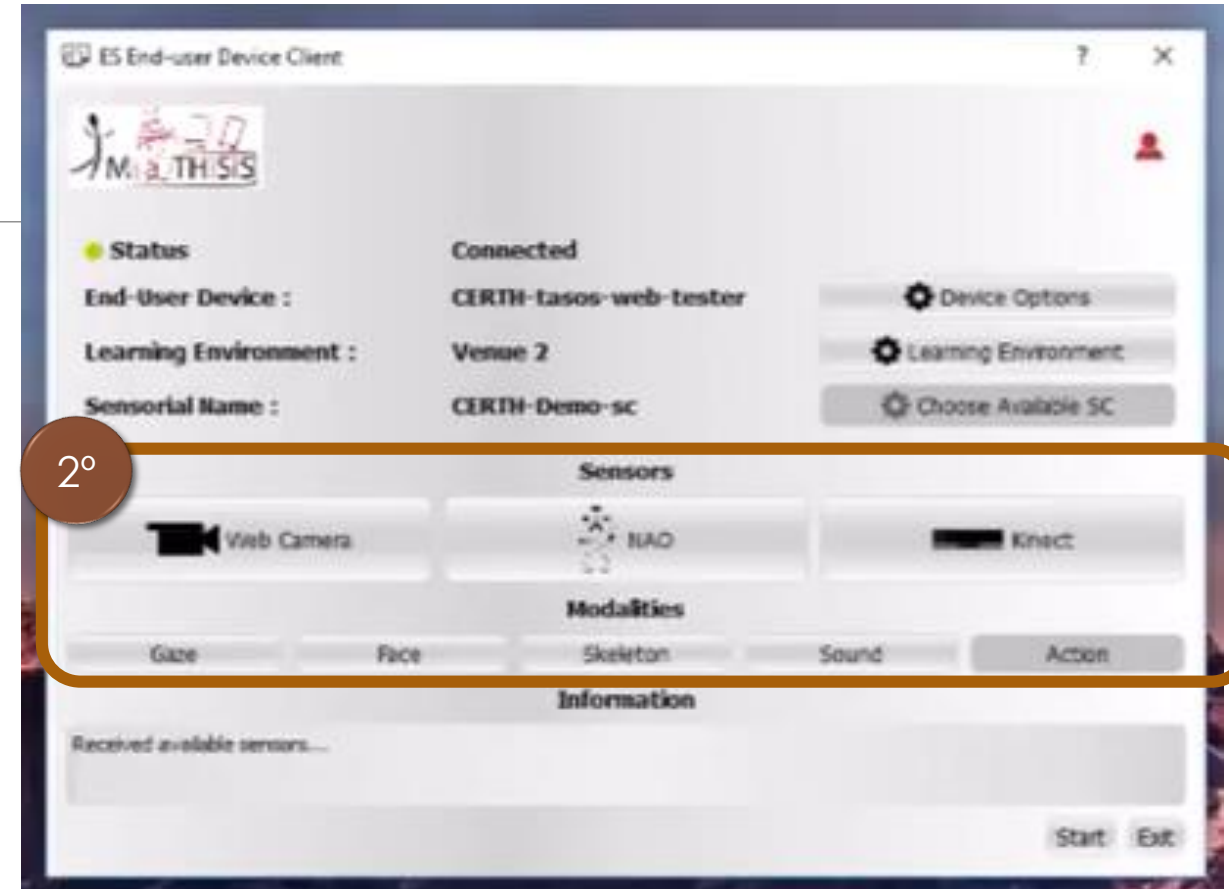 ES End-user Device Client ? ×
MaTHiSiS
Status Connected
End-User Device : CERTH-tasos-web-tester Device Options
Learning Environment : Venue 2 Learning Environment
Sensorial Name : CERTH-Demo-sc Choose Available SC
2º
Sensors
Web Camera NAO Kinect
Modalities
Gaze Face Skeleton Sound Action
Information
Received available sensors....
Start Exit